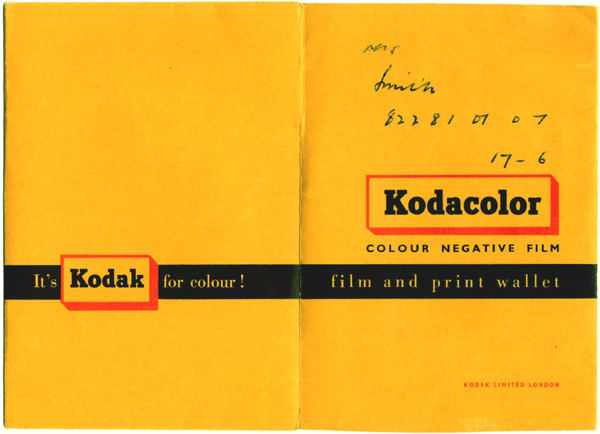 It's Kodak for colour!
Mrs
Smith
82281 01 07
17-6
Kodacolor
COLOUR NEGATIVE FILM
film and print wallet
KODAK LIMITED LONDON